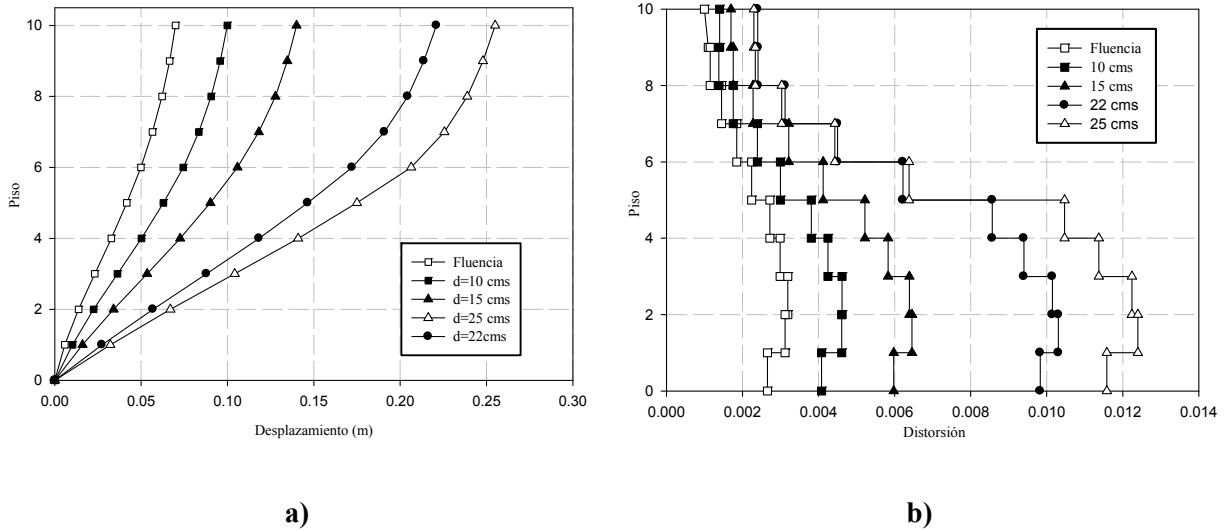 10
8
6
4
2
0
Piso
0.00 0.05 0.10 0.15 0.20 0.25 0.30
Desplazamiento (m)
Fluencia
d=10 cms
d=15 cms
d=25 cms
d=22cms
a)
10
8
6
4
2
0
Piso
0.000 0.002 0.004 0.006 0.008 0.010 0.012 0.014
Distorsión
Fluencia
10 cms
15 cms
22 cms
25 cms
b)